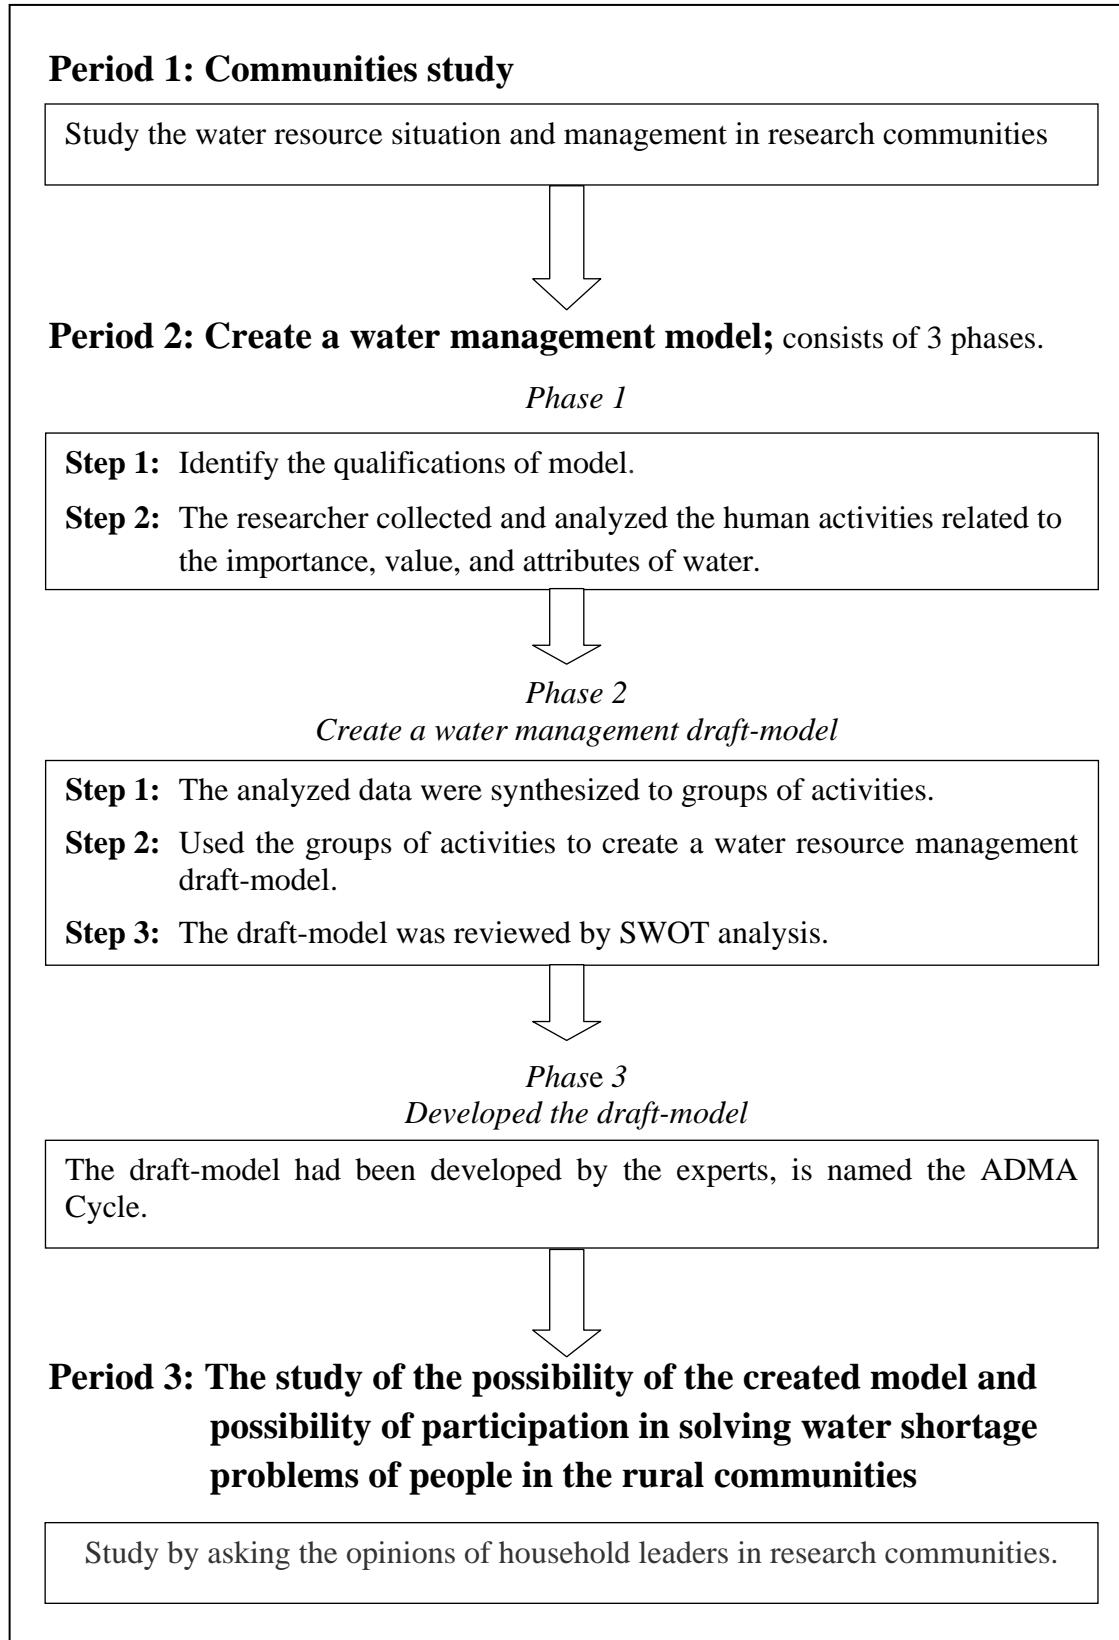 Period 1: Communities study
Study the water resource situation and management in research communities
Period 2: Create a water management model; consists of 3 phases.
Phase 1
Step 1: Identify the qualifications of model.
Step 2: The researcher collected and analyzed the human activities related to
the importance, value, and attributes of water.
Phase 2
Create a water management draft-model
Step 1: The analyzed data were synthesized to groups of activities.
Step 2: Used the groups of activities to create a water resource management
draft-model.
Step 3: The draft-model was reviewed by SWOT analysis.
Phase 3
Developed the draft-model
The draft-model had been developed by the experts, is named the ADMA
Cycle.
Period 3: The study of the possibility of the created model and
possibility of participation in solving water shortage
problems of people in the rural communities
Study by asking the opinions of household leaders in research communities.